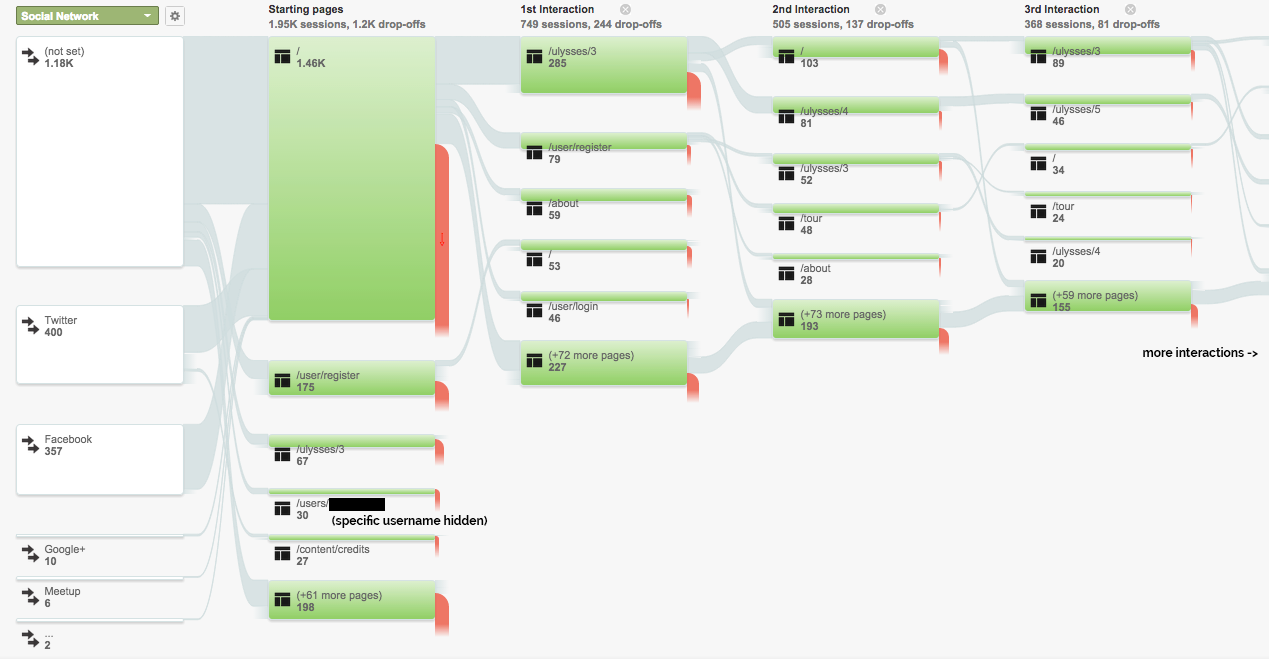 Social Network
(not set)
1.18K
Twitter
400
Facebook
357
Google+
10
Meetup
6
...
2
Starting pages
1.95K sessions, 1.2K drop-offs
/
1.46K
/user/register
175
/ulysses/3
67
/users/
30
(specific username hidden)
/content/credits
27
(+61 more pages)
198
1st Interaction
749 sessions, 244 drop-offs
/ulysses/3
285
/user/register
79
/about
59
/
53
/user/login
46
(+72 more pages)
227
2nd Interaction
505 sessions, 137 drop-offs
/
103
/ulysses/4
81
/ulysses/3
52
/tour
48
/about
28
(+73 more pages)
193
3rd Interaction
368 sessions, 81 drop-offs
/ulysses/3
89
/ulysses/5
46
/
34
/tour
24
/ulysses/4
20
(+59 more pages)
155
more interactions ->